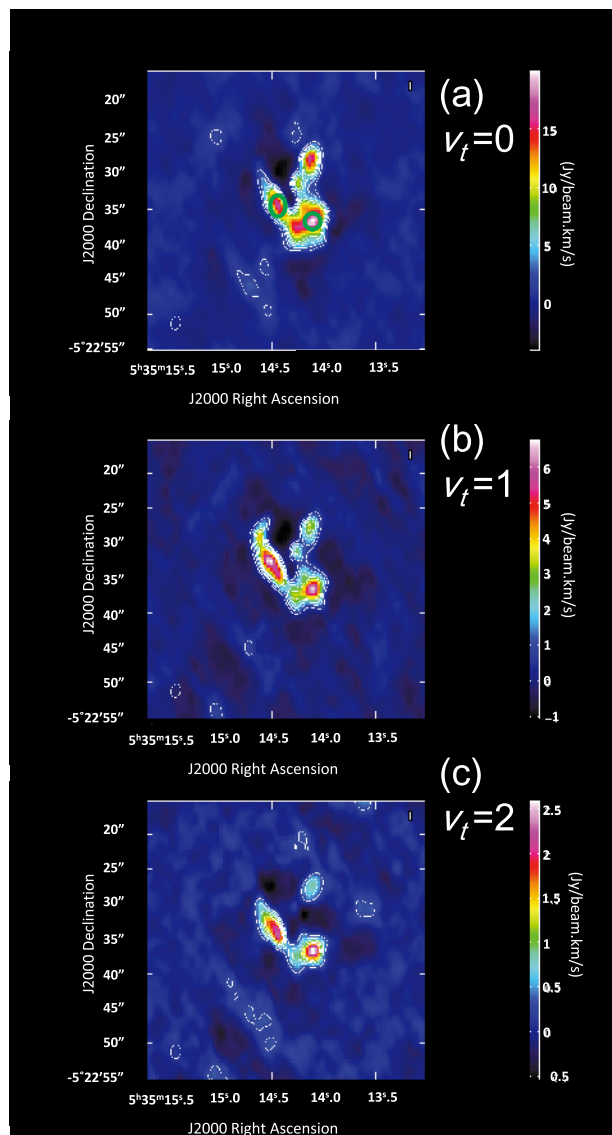 (a)
v_t=0
20”
30”
35”
40”
45”
50”
-5°22’55”
J2000 Declination
5ʰ35ᵐ15ˢ.5 15ˢ.0 14ˢ.5 14ˢ.0 13ˢ.5
J2000 Right Ascension
15
10
5
0
(Jy/beam.km/s)
(b)
v_t=1
20”
25”
30”
35”
40”
45”
50”
-5°22’55”
J2000 Declination
5ʰ35ᵐ15ˢ.5 15ˢ.0 14ˢ.5 14ˢ.0 13ˢ.5
J2000 Right Ascension
6
5
4
3
2
1
0
−1
(Jy/beam.km/s)
(c)
v_t=2
20”
25”
30”
35”
40”
45”
50”
-5°22’55”
J2000 Declination
5ʰ35ᵐ15ˢ.5 15ˢ.0 14ˢ.5 14ˢ.0 13ˢ.5
J2000 Right Ascension
2.5
2
1.5
1
0.5
0
0.5
(Jy/beam.km/s)